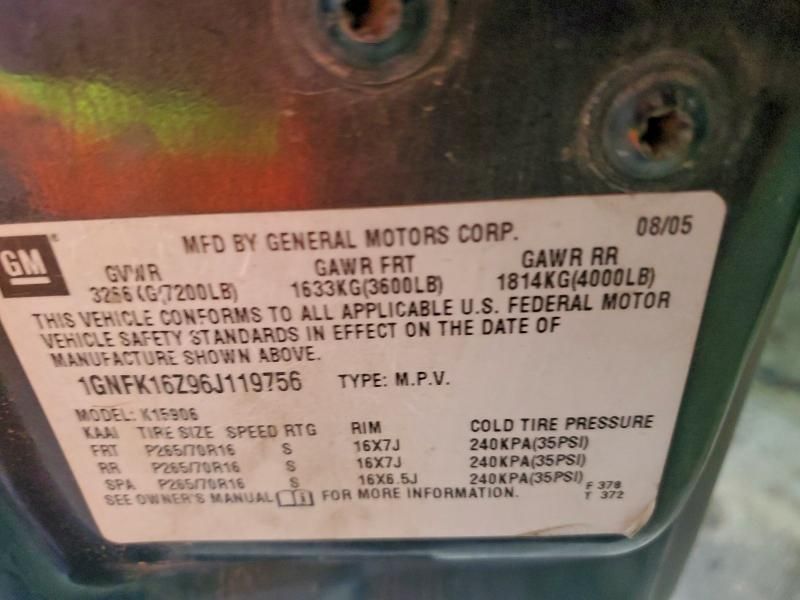 08/05
MFD BY GENERAL MOTORS CORP.
GM
GVWR GAWR FRT GAWR RR
3266KG(7200LB) 1633KG(3600LB) 1814KG(4000LB)
THIS VEHICLE CONFORMS TO ALL APPLICABLE U.S. FEDERAL MOTOR
VEHICLE SAFETY STANDARDS IN EFFECT ON THE DATE OF
MANUFACTURE SHOWN ABOVE.
1GNFK16Z96J119756 TYPE: M.P.V.
MODEL: K15906
KAAI TIRE SIZE SPEED RTG RIM COLD TIRE PRESSURE
FRT P265/70R16 S 16X7J 240KPA(35PSI)
RR P265/70R16 S 16X7J 240KPA(35PSI)
SPA P265/70R16 S 16X6.5J 240KPA(35PSI)
SEE OWNER'S MANUAL FOR MORE INFORMATION.
F 378
T 372